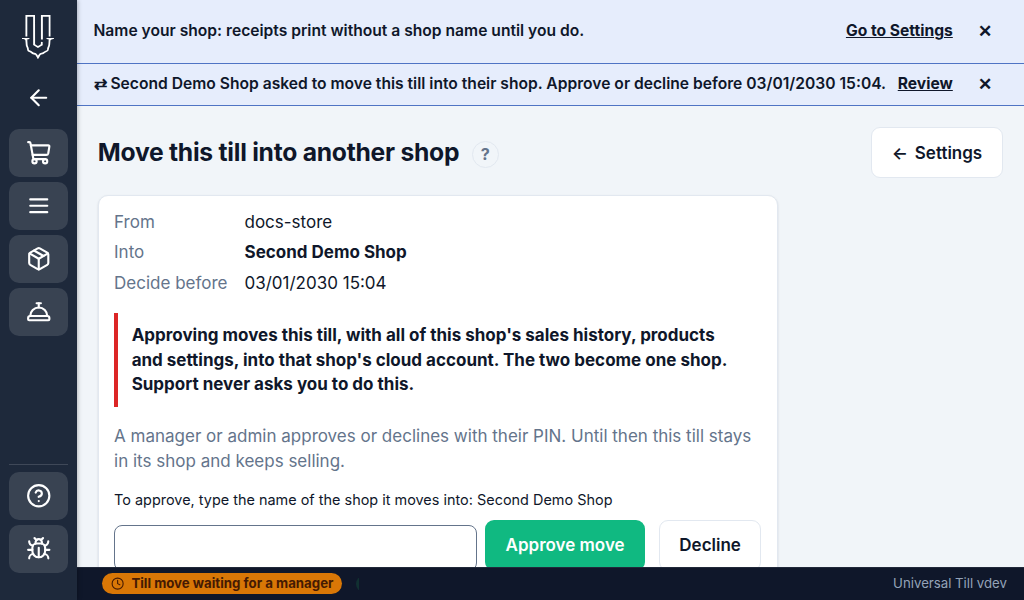 Name your shop: receipts print without a shop name until you do.
Go to Settings ✕
⇄ Second Demo Shop asked to move this till into their shop. Approve or decline before 03/01/2030 15:04. Review ✕
Move this till into another shop ?
← Settings
From docs-store
Into Second Demo Shop
Decide before 03/01/2030 15:04
Approving moves this till, with all of this shop's sales history, products
and settings, into that shop's cloud account. The two become one shop.
Support never asks you to do this.
A manager or admin approves or declines with their PIN. Until then this till stays
in its shop and keeps selling.
To approve, type the name of the shop it moves into: Second Demo Shop
Approve move
Decline
Till move waiting for a manager
Universal Till vdev